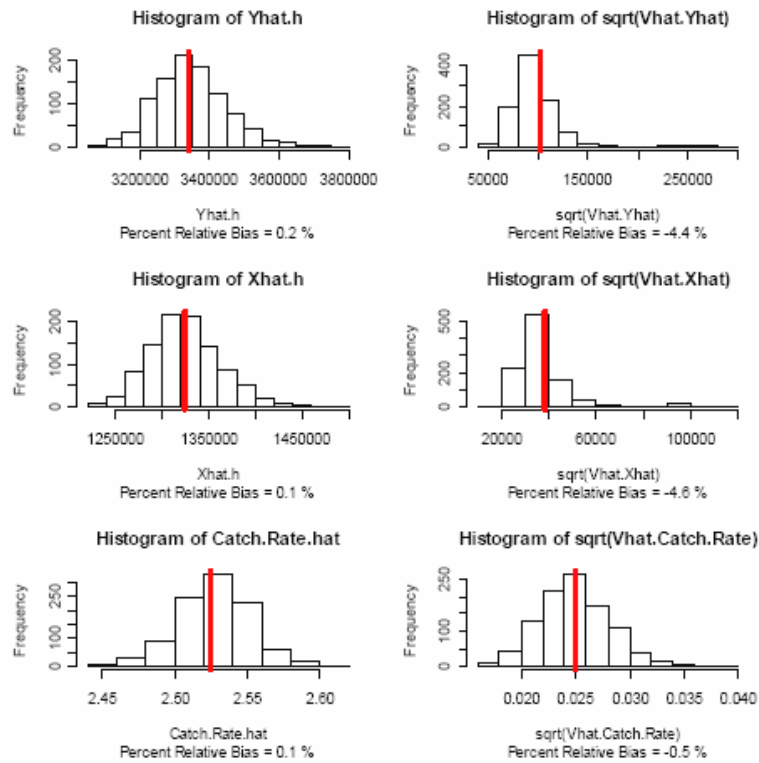 Histogram of Yhat.h
Frequency
0 100 200
3200000 3400000 3600000 3800000
Yhat.h
Percent Relative Bias = 0.2 %
Histogram of sqrt(Vhat.Yhat)
Frequency
0 200 400
50000 150000 250000
sqrt(Vhat.Yhat)
Percent Relative Bias = -4.4 %
Histogram of Xhat.h
Frequency
0 100 200
1250000 1350000 1450000
Xhat.h
Percent Relative Bias = 0.1 %
Histogram of sqrt(Vhat.Xhat)
Frequency
0 200 500
20000 60000 100000
sqrt(Vhat.Xhat)
Percent Relative Bias = -4.6 %
Histogram of Catch.Rate.hat
Frequency
0 100 250
2.45 2.50 2.55 2.60
Catch.Rate.hat
Percent Relative Bias = 0.1 %
Histogram of sqrt(Vhat.Catch.Rate)
Frequency
0 100 250
0.020 0.025 0.030 0.035 0.040
sqrt(Vhat.Catch.Rate)
Percent Relative Bias = -0.5 %